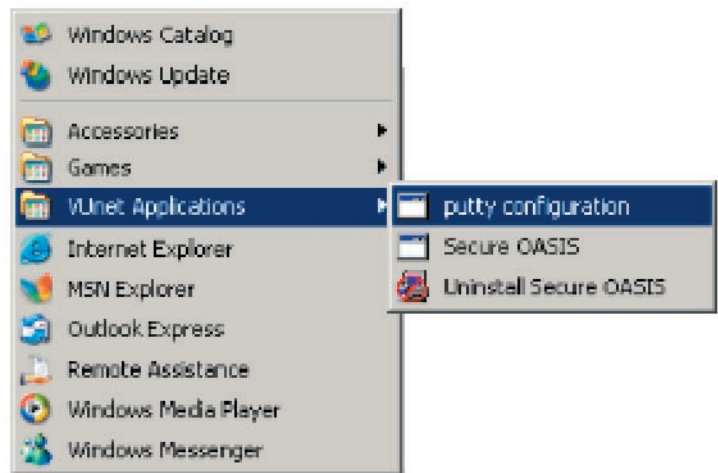 Windows Catalog
Windows Update
Accessories
Games
VUnet Applications
Internet Explorer
MSN Explorer
Outlook Express
Remote Assistance
Windows Media Player
Windows Messenger
putty configuration
Secure OASIS
Uninstall Secure OASIS